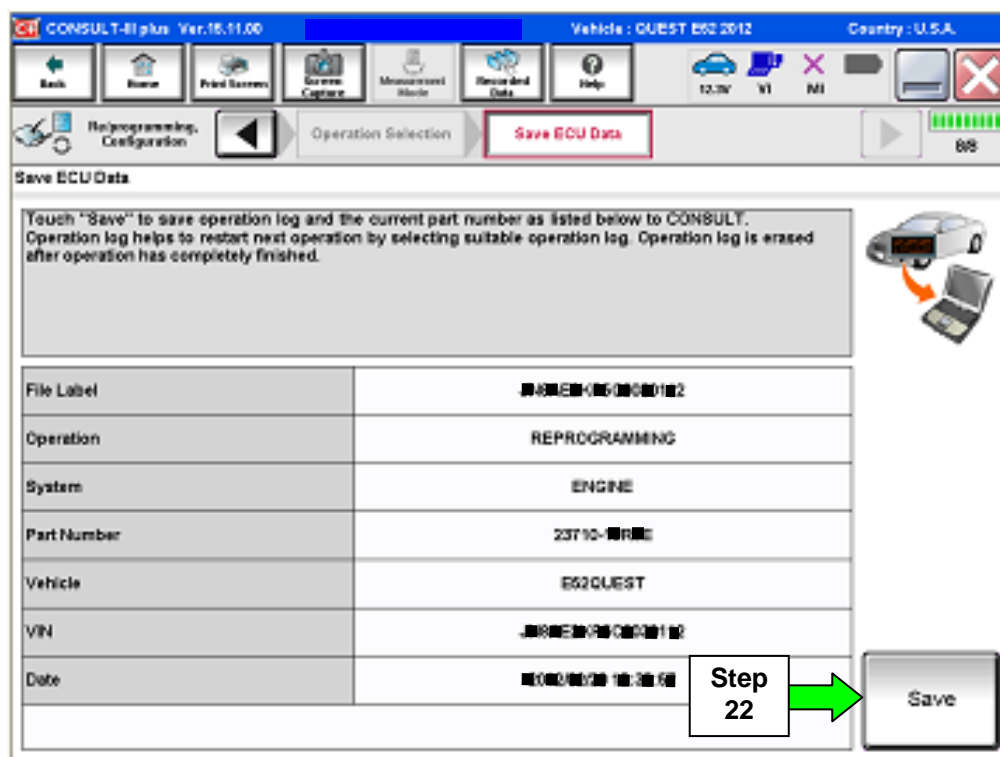 CONSULT-III plus Ver.15.11.00 Vehicle : QUEST E52 2012 Country : U.S.A.
Back Home Print Screen Screen Capture Measurement Mode Recorded Data Help 12.3V VI MI
Reprogramming, Configuration Operation Selection Save ECU Data 8/8
Save ECU Data
Touch "Save" to save operation log and the current part number as listed below to CONSULT.
Operation log helps to restart next operation by selecting suitable operation log. Operation log is erased
after operation has completely finished.
File Label
Operation REPROGRAMMING
System ENGINE
Part Number 23710-
Vehicle E52QUEST
VIN
Date
Step
22
Save